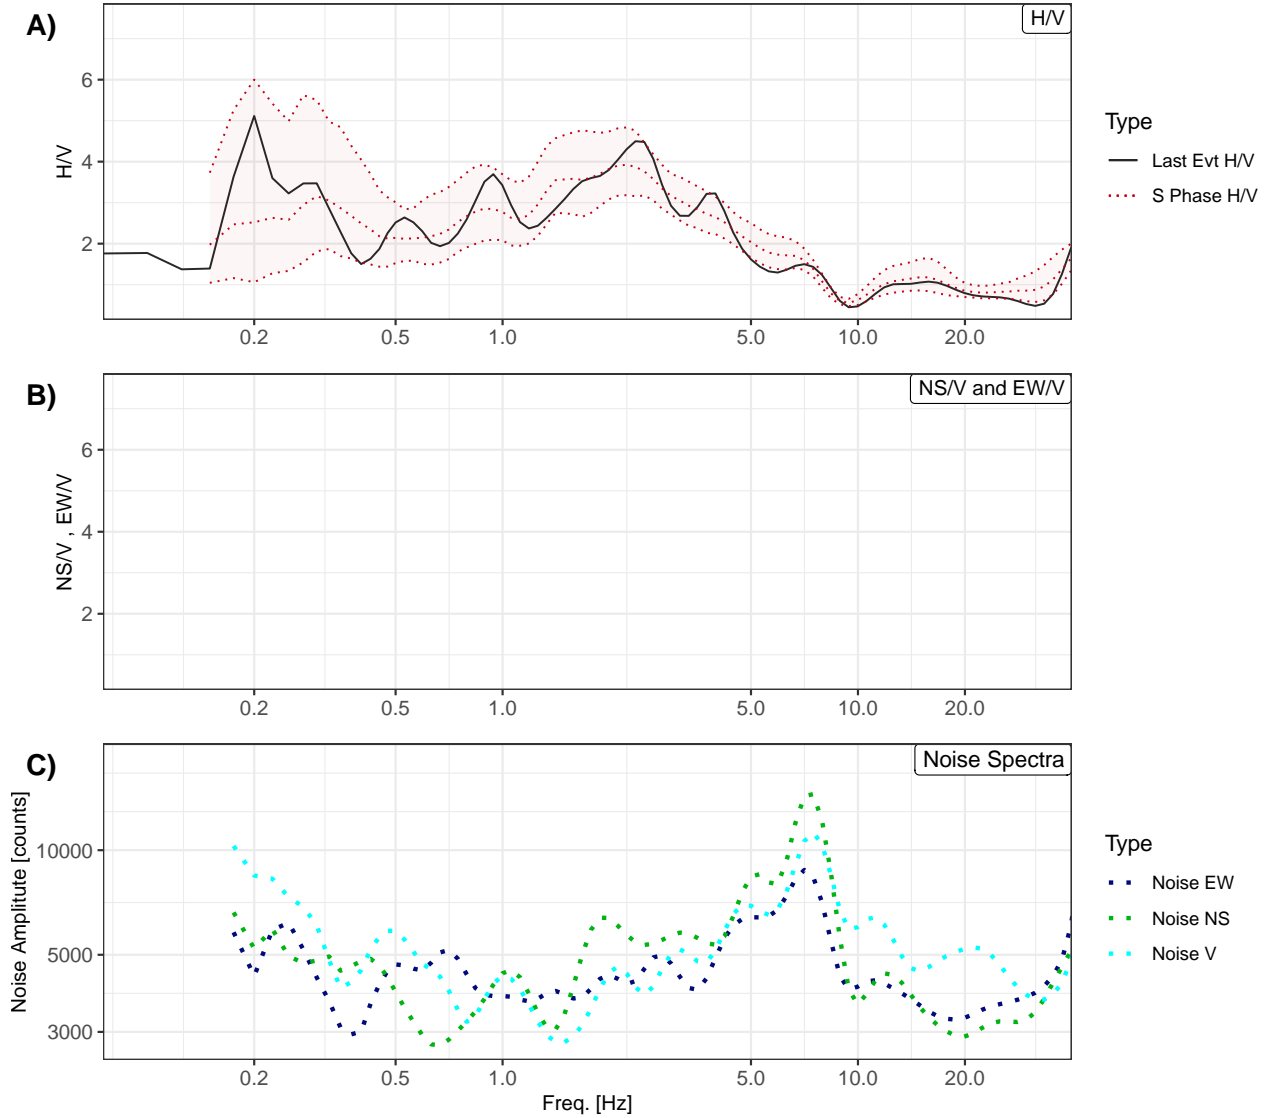 A)
H/V
6
4
2
H/V
0.2 0.5 1.0 5.0 10.0 20.0
Type
Last Evt H/V
S Phase H/V
B)
NS/V and EW/V
6
4
2
NS/V , EW/V
0.2 0.5 1.0 5.0 10.0 20.0
C)
Noise Spectra
10000
5000
3000
Noise Amplitute [counts]
0.2 0.5 1.0 5.0 10.0 20.0
Freq. [Hz]
Type
Noise EW
Noise NS
Noise V